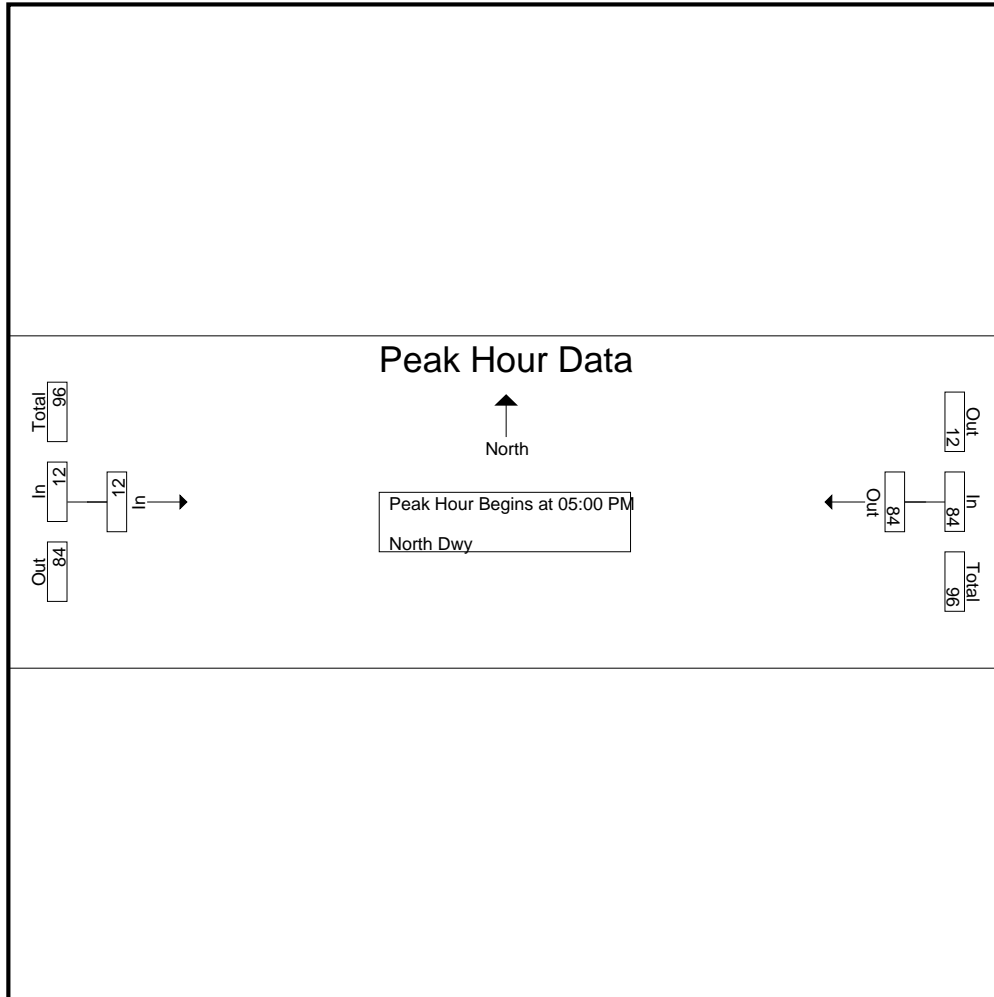 Peak Hour Data
North
Peak Hour Begins at 05:00 PM
North Dwy
Total
96
In
12
Out
84
12
In
Out
12
In
84
Total
96
84
Out